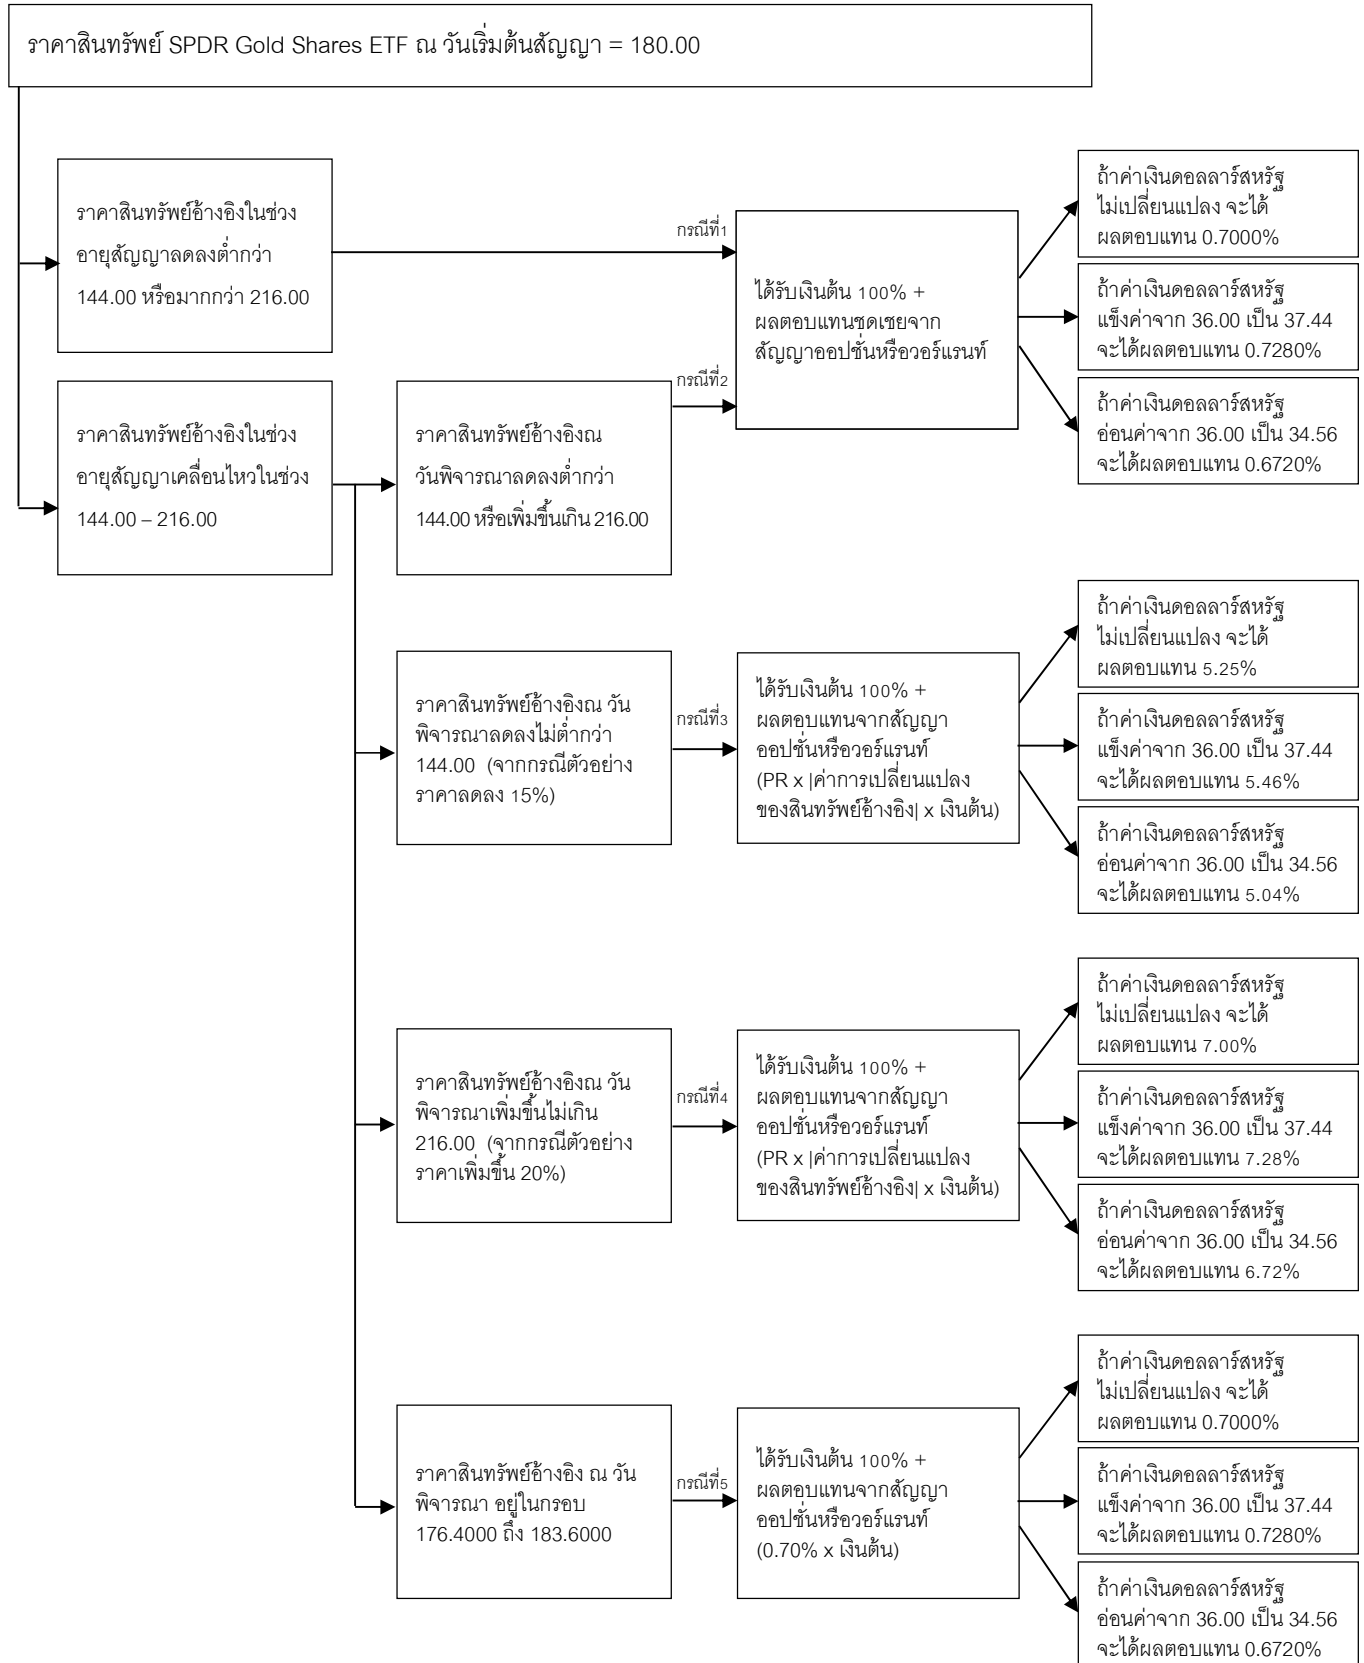 ราคาสินทรัพย์ SPDR Gold Shares ETF ณ วันเริ่มต้นสัญญา = 180.00
ราคาสินทรัพย์อ้างอิงในช่วง
อายุสัญญาลดลงต่ำกว่า
144.00 หรือมากกว่า 216.00
กรณีที่1
ได้รับเงินต้น 100% +
ผลตอบแทนชดเชยจาก
สัญญาออปชั่นหรือวอร์แรนท์
ถ้าค่าเงินดอลลาร์สหรัฐ
ไม่เปลี่ยนแปลง จะได้
ผลตอบแทน 0.7000%
ถ้าค่าเงินดอลลาร์สหรัฐ
แข็งค่าจาก 36.00 เป็น 37.44
จะได้ผลตอบแทน 0.7280%
ถ้าค่าเงินดอลลาร์สหรัฐ
อ่อนค่าจาก 36.00 เป็น 34.56
จะได้ผลตอบแทน 0.6720%
ราคาสินทรัพย์อ้างอิงในช่วง
อายุสัญญาเคลื่อนไหวในช่วง
144.00 – 216.00
ราคาสินทรัพย์อ้างอิงณ
วันพิจารณาลดลงต่ำกว่า
144.00 หรือเพิ่มขึ้นเกิน 216.00
กรณีที่2
ราคาสินทรัพย์อ้างอิงณ วัน
พิจารณาลดลงไม่ต่ำกว่า
144.00 (จากกรณีตัวอย่าง
ราคาลดลง 15%)
กรณีที่3
ได้รับเงินต้น 100% +
ผลตอบแทนจากสัญญา
ออปชั่นหรือวอร์แรนท์
(PR x |ค่าการเปลี่ยนแปลง
ของสินทรัพย์อ้างอิง| x เงินต้น)
ถ้าค่าเงินดอลลาร์สหรัฐ
ไม่เปลี่ยนแปลง จะได้
ผลตอบแทน 5.25%
ถ้าค่าเงินดอลลาร์สหรัฐ
แข็งค่าจาก 36.00 เป็น 37.44
จะได้ผลตอบแทน 5.46%
ถ้าค่าเงินดอลลาร์สหรัฐ
อ่อนค่าจาก 36.00 เป็น 34.56
จะได้ผลตอบแทน 5.04%
ราคาสินทรัพย์อ้างอิงณ วัน
พิจารณาเพิ่มขึ้นไม่เกิน
216.00 (จากกรณีตัวอย่าง
ราคาเพิ่มขึ้น 20%)
กรณีที่4
ได้รับเงินต้น 100% +
ผลตอบแทนจากสัญญา
ออปชั่นหรือวอร์แรนท์
(PR x |ค่าการเปลี่ยนแปลง
ของสินทรัพย์อ้างอิง| x เงินต้น)
ถ้าค่าเงินดอลลาร์สหรัฐ
ไม่เปลี่ยนแปลง จะได้
ผลตอบแทน 7.00%
ถ้าค่าเงินดอลลาร์สหรัฐ
แข็งค่าจาก 36.00 เป็น 37.44
จะได้ผลตอบแทน 7.28%
ถ้าค่าเงินดอลลาร์สหรัฐ
อ่อนค่าจาก 36.00 เป็น 34.56
จะได้ผลตอบแทน 6.72%
ราคาสินทรัพย์อ้างอิง ณ วัน
พิจารณา อยู่ในกรอบ
176.4000 ถึง 183.6000
กรณีที่5
ได้รับเงินต้น 100% +
ผลตอบแทนจากสัญญา
ออปชั่นหรือวอร์แรนท์
(0.70% x เงินต้น)
ถ้าค่าเงินดอลลาร์สหรัฐ
ไม่เปลี่ยนแปลง จะได้
ผลตอบแทน 0.7000%
ถ้าค่าเงินดอลลาร์สหรัฐ
แข็งค่าจาก 36.00 เป็น 37.44
จะได้ผลตอบแทน 0.7280%
ถ้าค่าเงินดอลลาร์สหรัฐ
อ่อนค่าจาก 36.00 เป็น 34.56
จะได้ผลตอบแทน 0.6720%